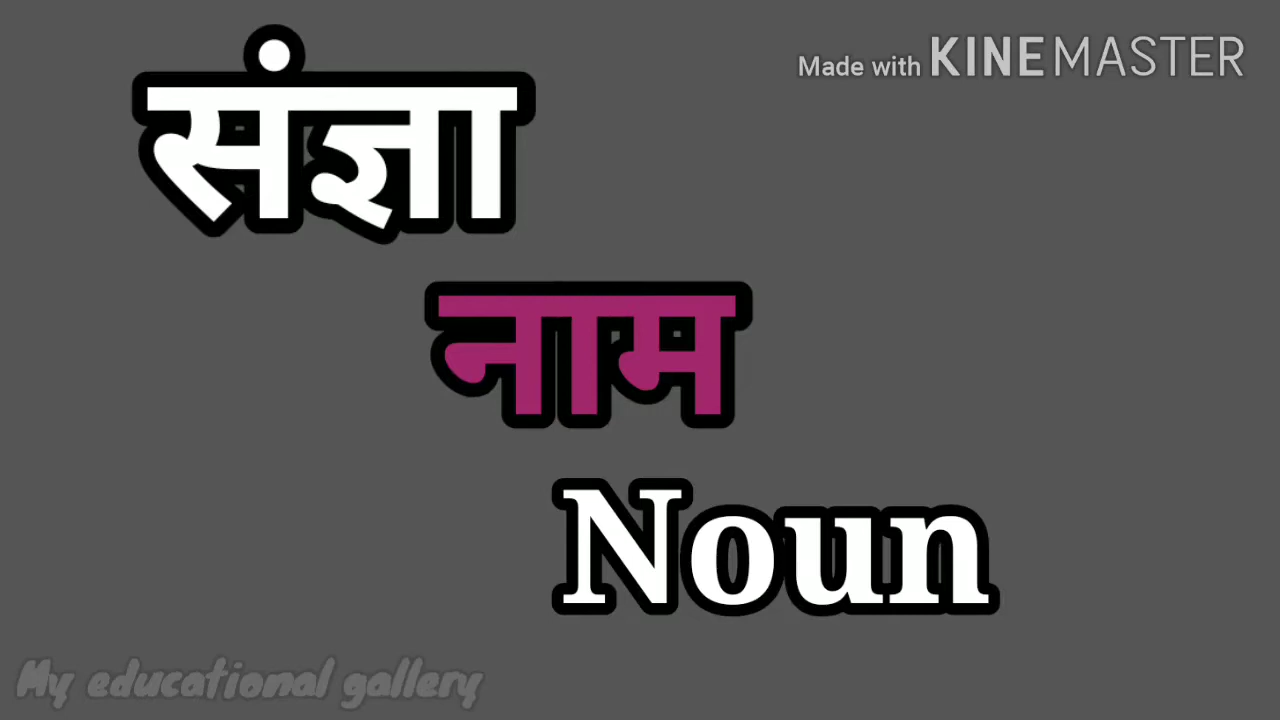 Made with KINEMASTER
संज्ञा
नाम
Noun
My educational gallery